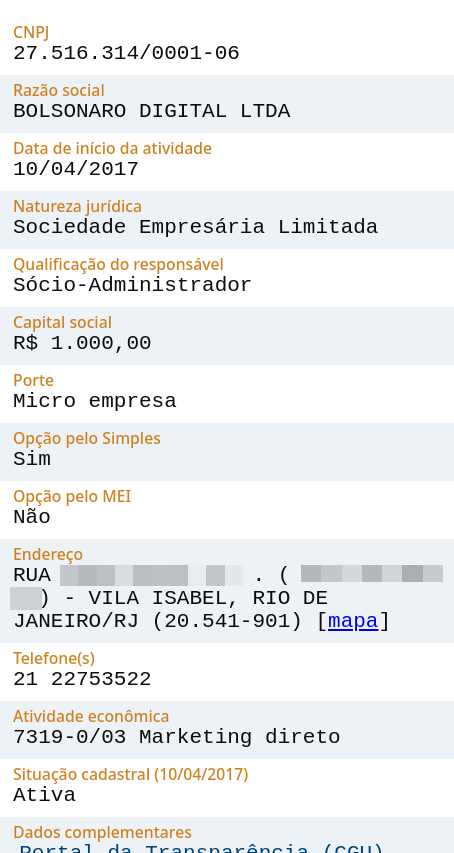 CNPJ
27.516.314/0001-06
Razão social
BOLSONARO DIGITAL LTDA
Data de início da atividade
10/04/2017
Natureza jurídica
Sociedade Empresária Limitada
Qualificação do responsável
Sócio-Administrador
Capital social
R$ 1.000,00
Porte
Micro empresa
Opção pelo Simples
Sim
Opção pelo MEI
Não
Endereço
RUA . (
) - VILA ISABEL, RIO DE
JANEIRO/RJ (20.541-901) [mapa]
Telefone(s)
21 22753522
Atividade econômica
7319-0/03 Marketing direto
Situação cadastral (10/04/2017)
Ativa
Dados complementares
Portal da Transparência (CGU)